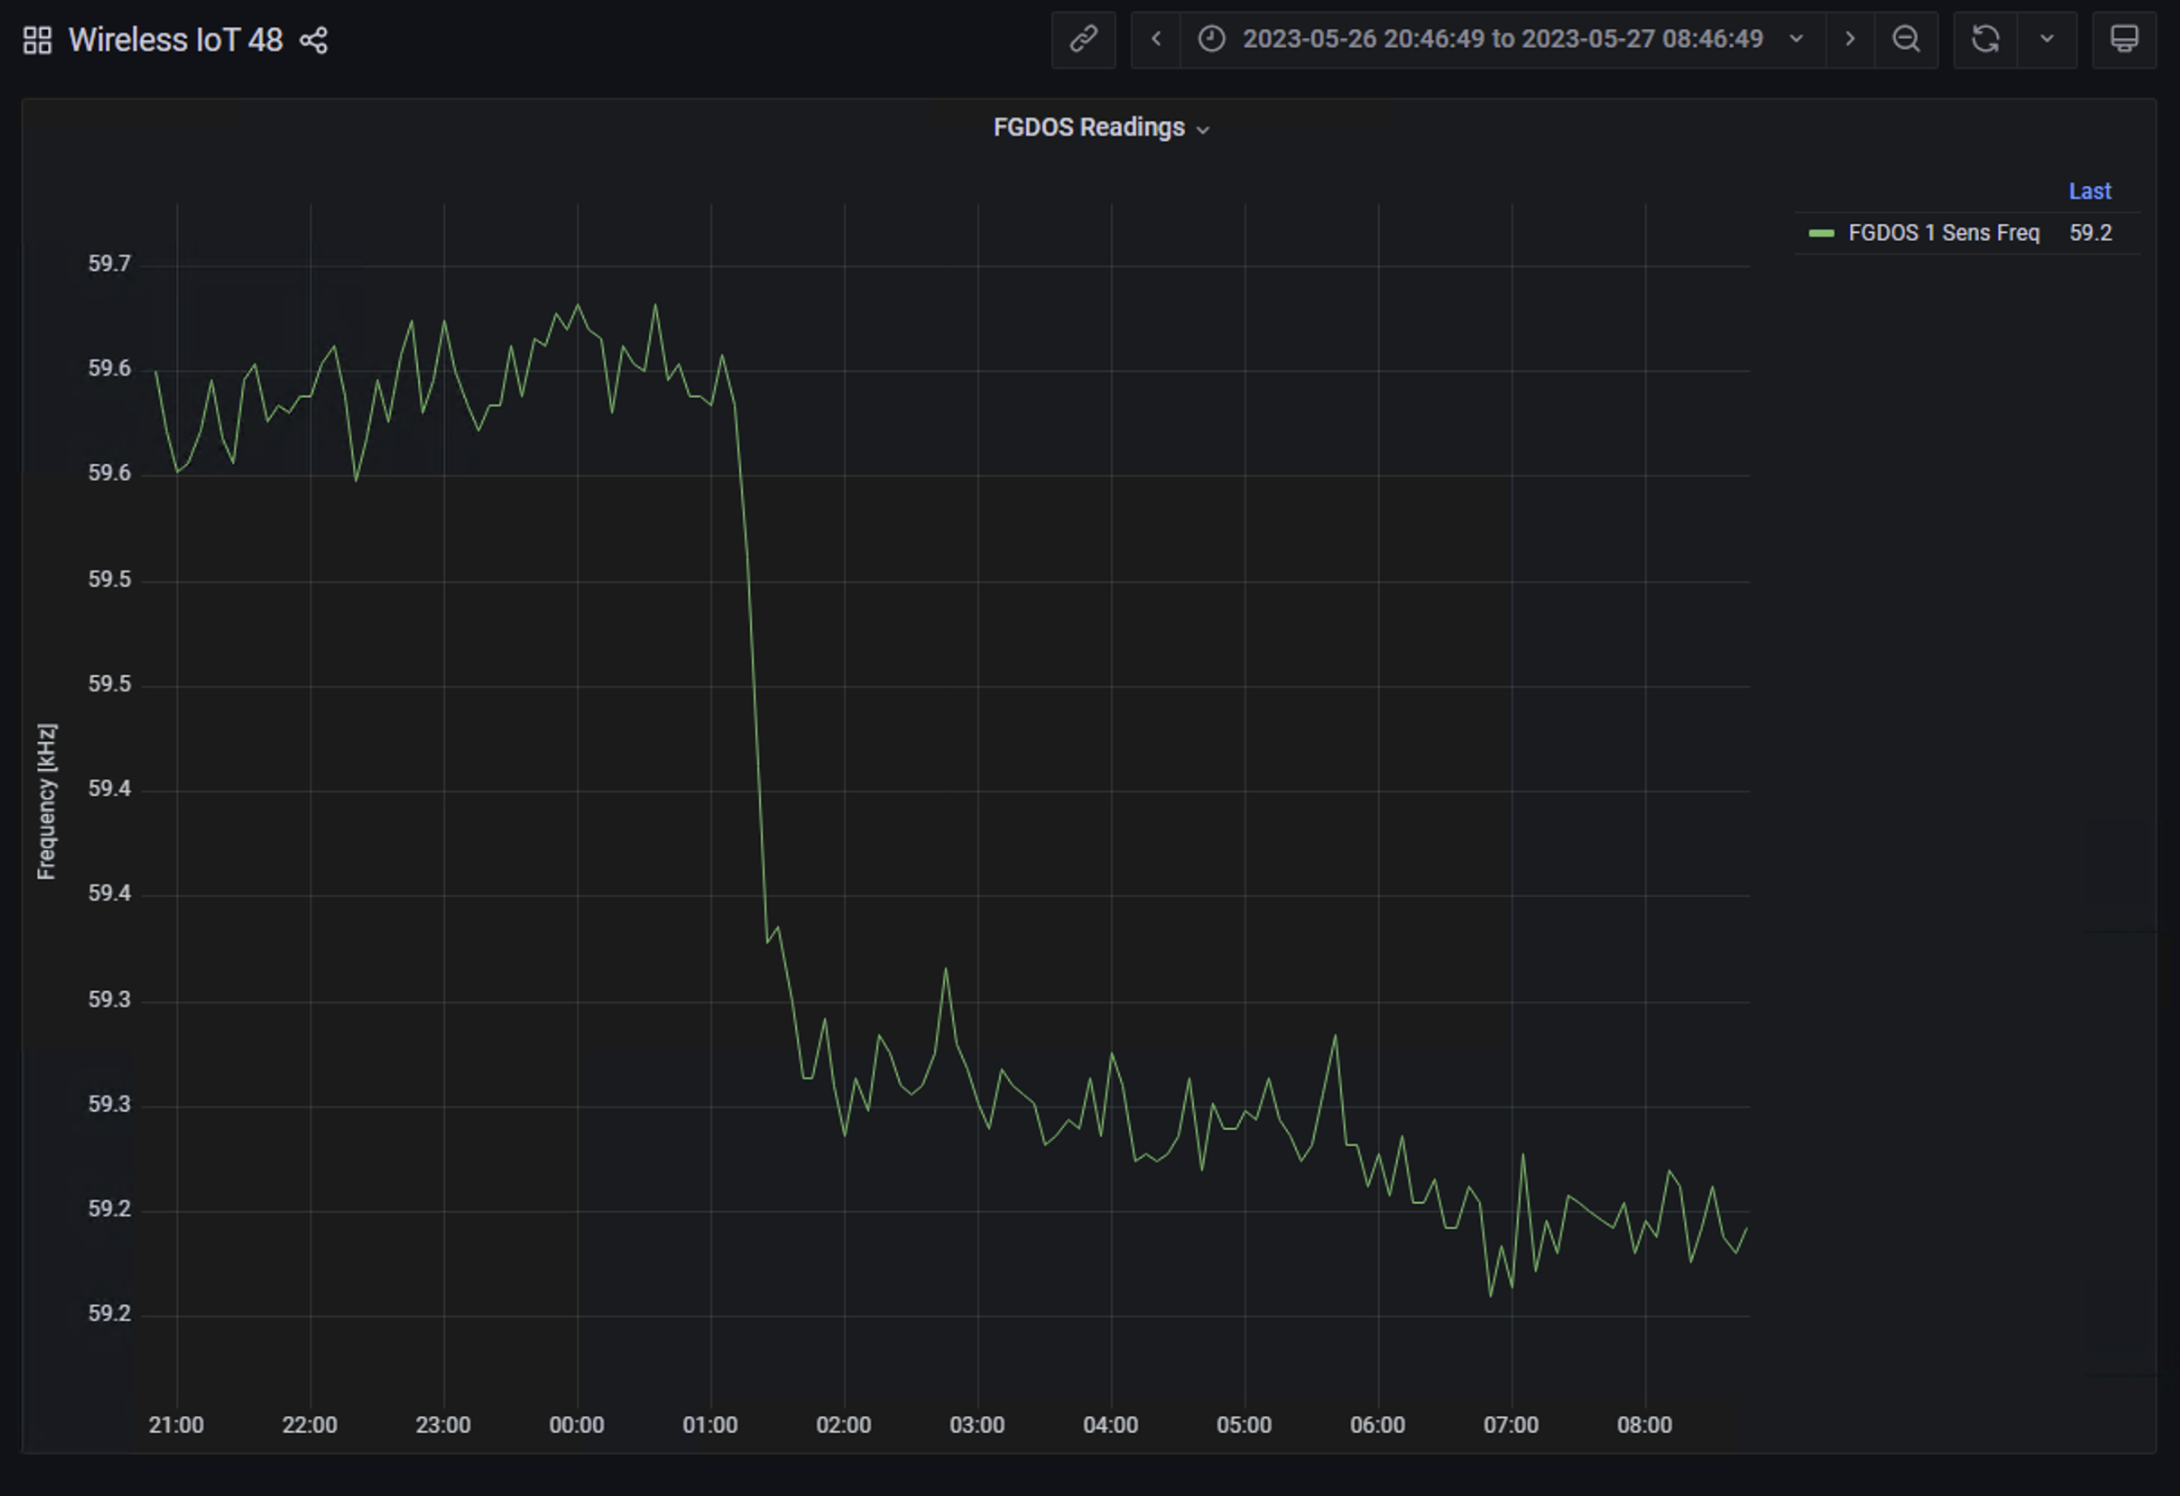 Wireless IoT 48
2023-05-26 20:46:49 to 2023-05-27 08:46:49
FGDOS Readings
Last
FGDOS 1 Sens Freq 59.2
59.7
59.6
59.6
59.5
59.5
59.4
59.4
59.3
59.3
59.2
59.2
Frequency [kHz]
21:00 22:00 23:00 00:00 01:00 02:00 03:00 04:00 05:00 06:00 07:00 08:00